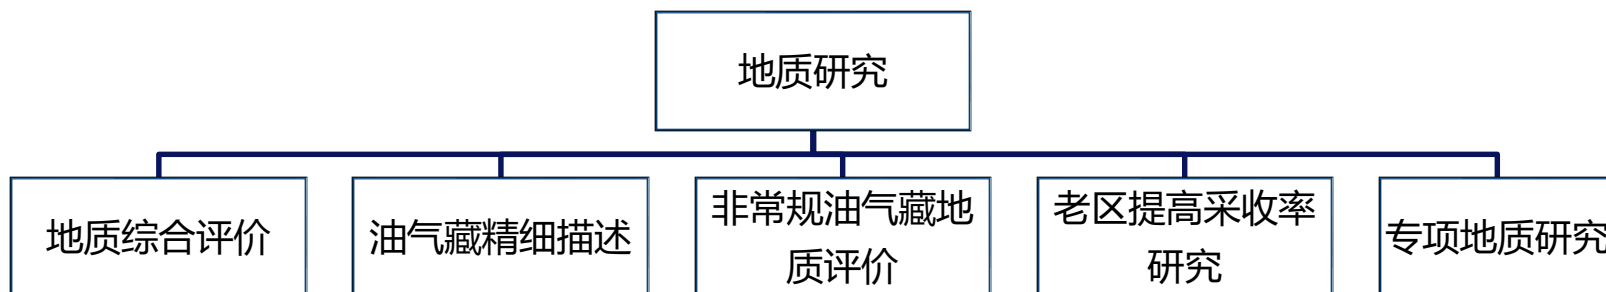 地质研究
地质综合评价
油气藏精细描述
非常规油气藏地
质评价
老区提高采收率
研究
专项地质研究